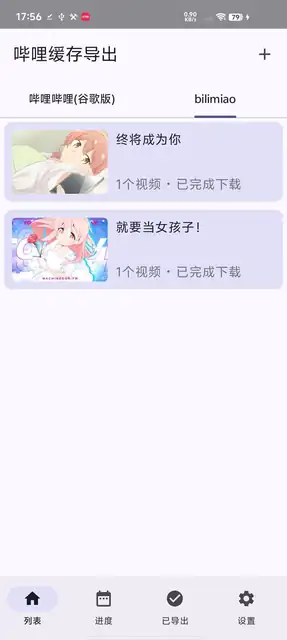 17:56
0.90
KB/s
79
哔哩缓存导出
哔哩哔哩(谷歌版)
bilimiao
终将成为你
1个视频・已完成下载
就要当女孩子！
1个视频・已完成下载
列表
进度
已导出
设置